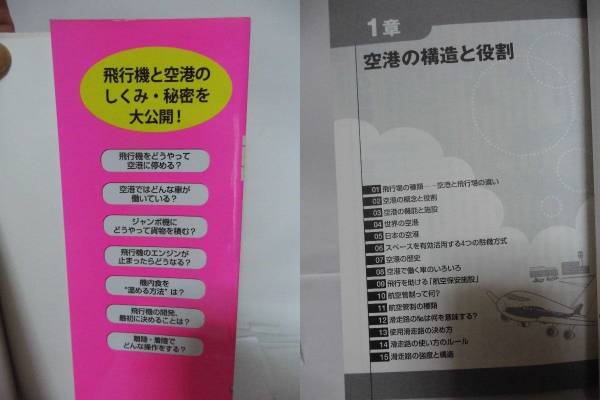 飛行機と空港の
しくみ・秘密を
大公開！
飛行機をどうやって
空港に停める？
空港ではどんな車が
働いている？
ジャンボ機に
どうやって貨物を積む？
飛行機のエンジンが
止まったらどうなる？
機内食を
“温める方法”は？
飛行機の開発、
最初に決めることは？
離陸・着陸で
どんな操作をする？
1章
空港の構造と役割
01 飛行場の種類──空港と飛行場の違い
02 空港の概念と役割
03 空港の機能と施設
04 世界の空港
05 日本の空港
06 スペースを有効活用する4つの駐機方式
07 空港の歴史
08 空港で働く車のいろいろ
09 飛行を助ける「航空保安施設」
10 航空管制って何？
11 航空管制の種類
12 滑走路の№は何を意味する？
13 使用滑走路の決め方
14 滑走路の使い方のルール
15 滑走路の強度と構造